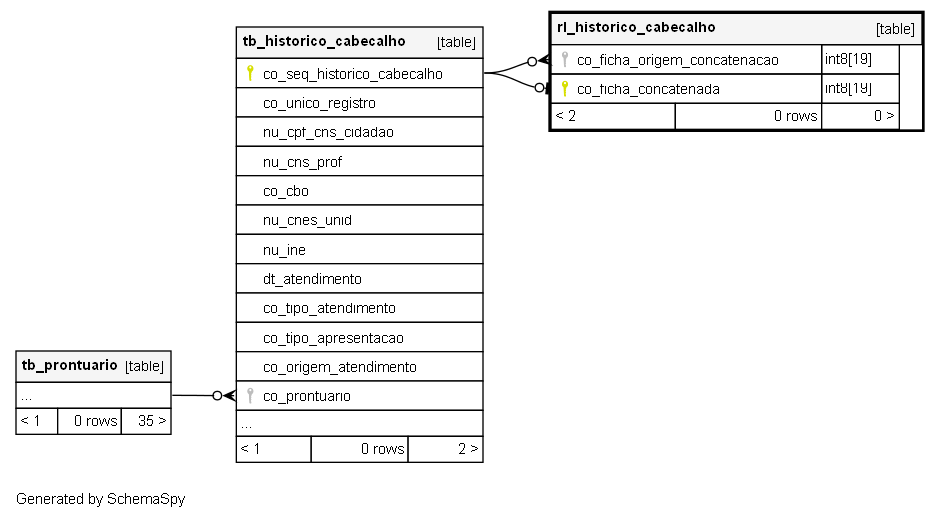 tb_historico_cabecalho [table]
co_seq_historico_cabecalho
co_unico_registro
nu_cpf_cns_cidadao
nu_cns_prof
co_cbo
nu_cnes_unid
nu_ine
dt_atendimento
co_tipo_atendimento
co_tipo_apresentacao
co_origem_atendimento
co_prontuario
...
< 1 0 rows 2 >
rl_historico_cabecalho [table]
co_ficha_origem_concatenacao int8[19]
co_ficha_concatenada int8[19]
< 2 0 rows 0 >
tb_prontuario [table]
...
< 1 0 rows 35 >
Generated by SchemaSpy